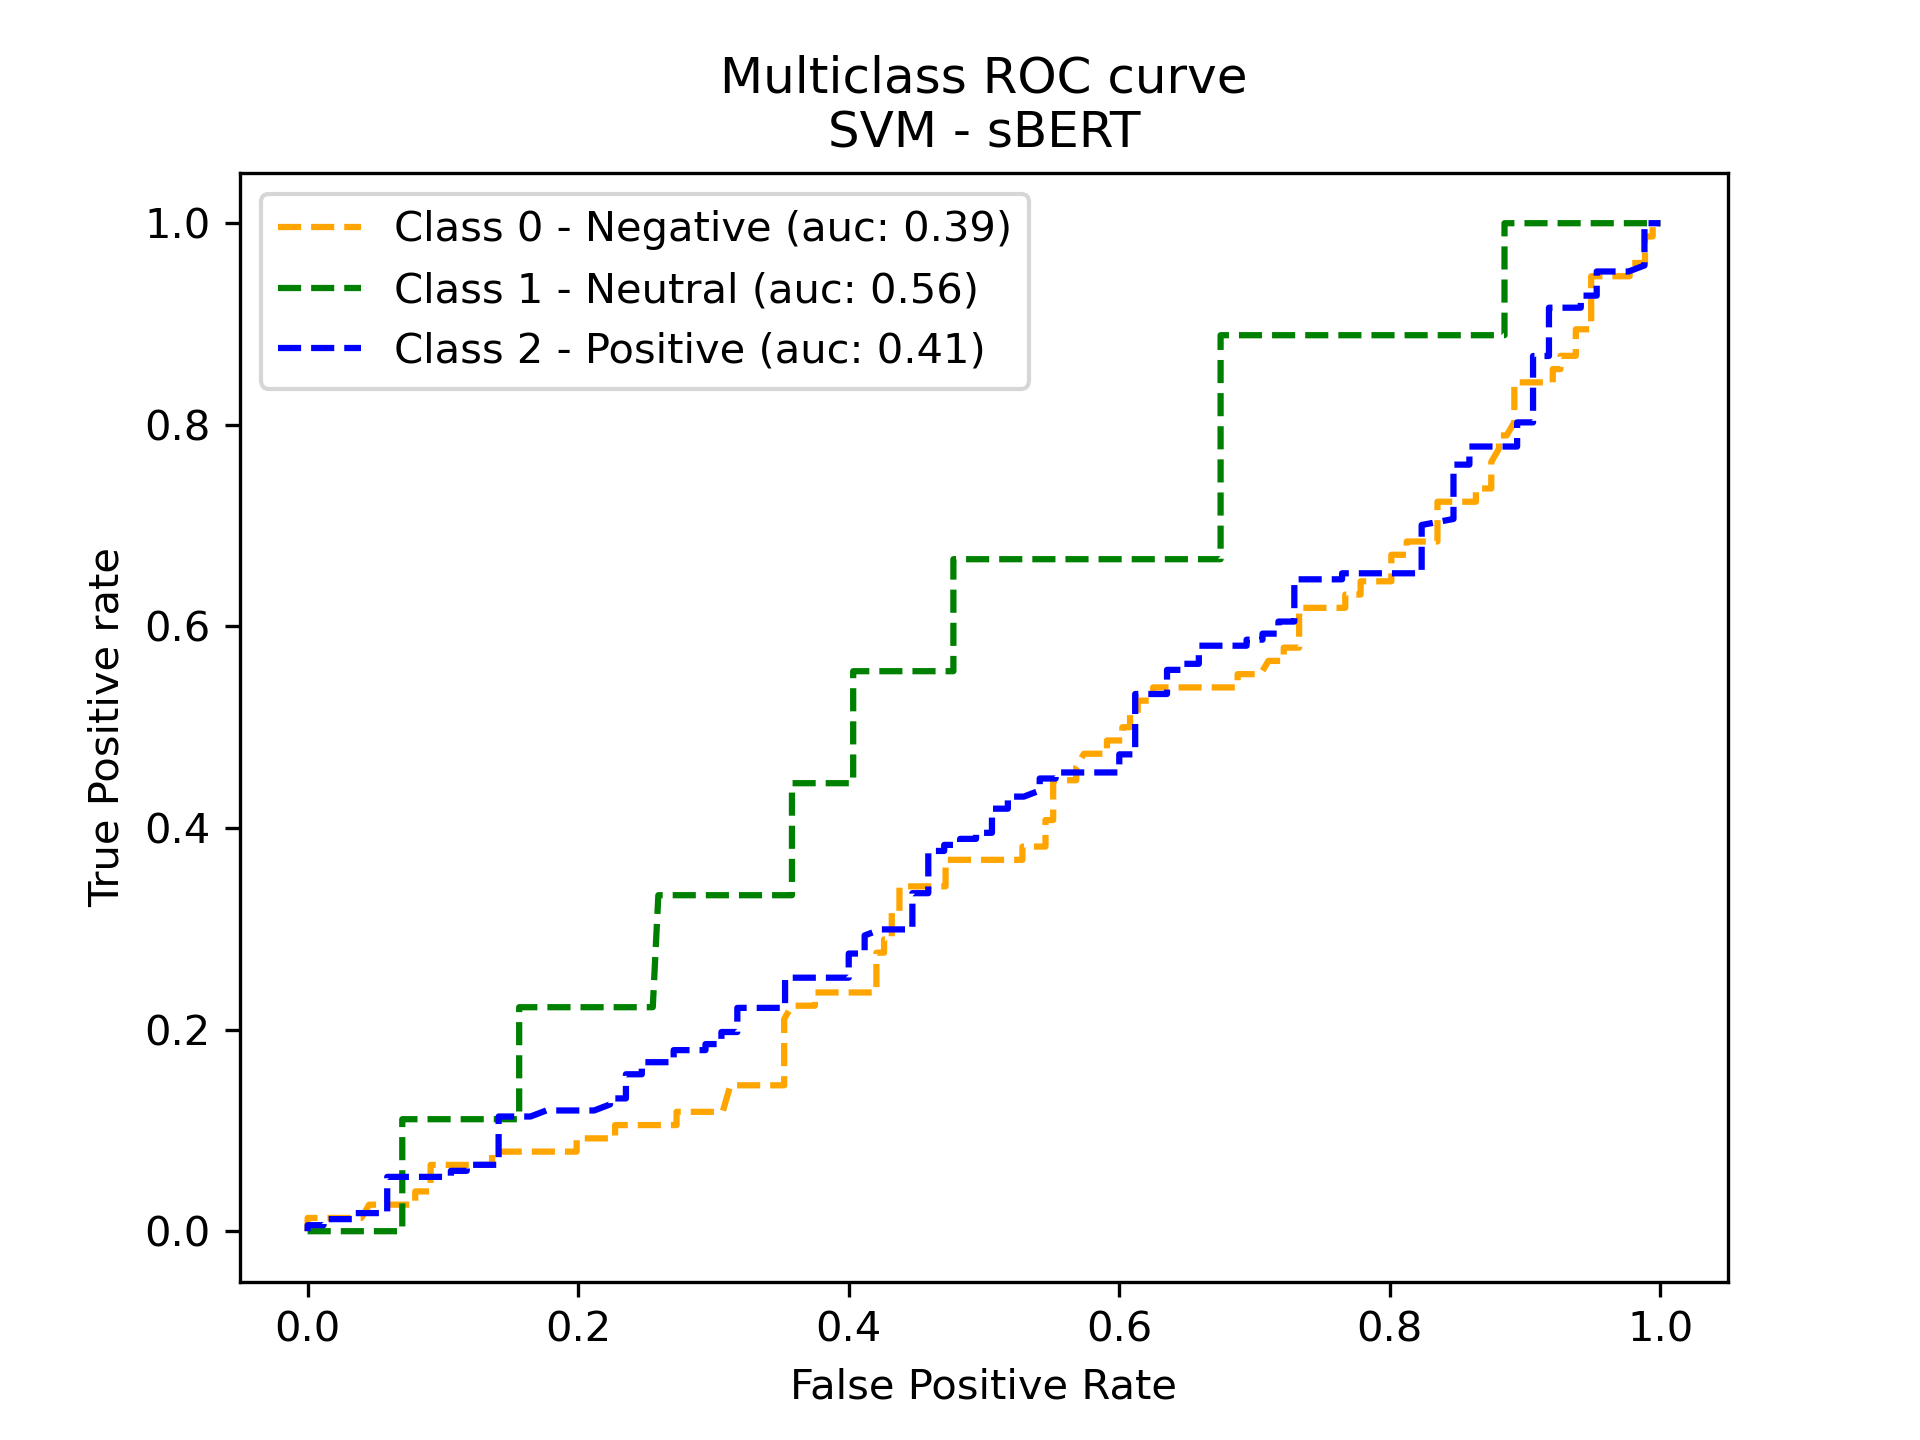 Multiclass ROC curve
SVM - sBERT
Class 0 - Negative (auc: 0.39)
Class 1 - Neutral (auc: 0.56)
Class 2 - Positive (auc: 0.41)
True Positive rate
1.0
0.8
0.6
0.4
0.2
0.0
0.0 0.2 0.4 0.6 0.8 1.0
False Positive Rate